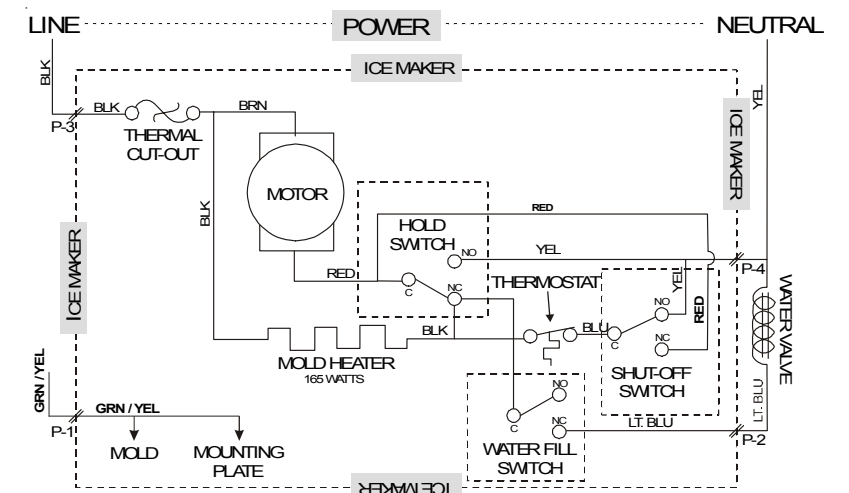 LINE
POWER
NEUTRAL
BLK
ICE MAKER
YEL
BLK
BRN
P-3
THERMAL
CUT-OUT
ICE MAKER
MOTOR
BLK
HOLD
SWITCH
RED
NO
YEL
ICE MAKER
RED
C
NC
THERMOSTAT
YEL
P-4
NO
RED
WATER VALVE
BLK
BLU
C
NC
MOLD HEATER
165 WATTS
SHUT-OFF
SWITCH
GRN / YEL
GRN / YEL
NO
LT. BLU
P-1
C
NC
LT. BLU
P-2
MOLD
MOUNTING
PLATE
WATER FILL
SWITCH
ICE MAKER